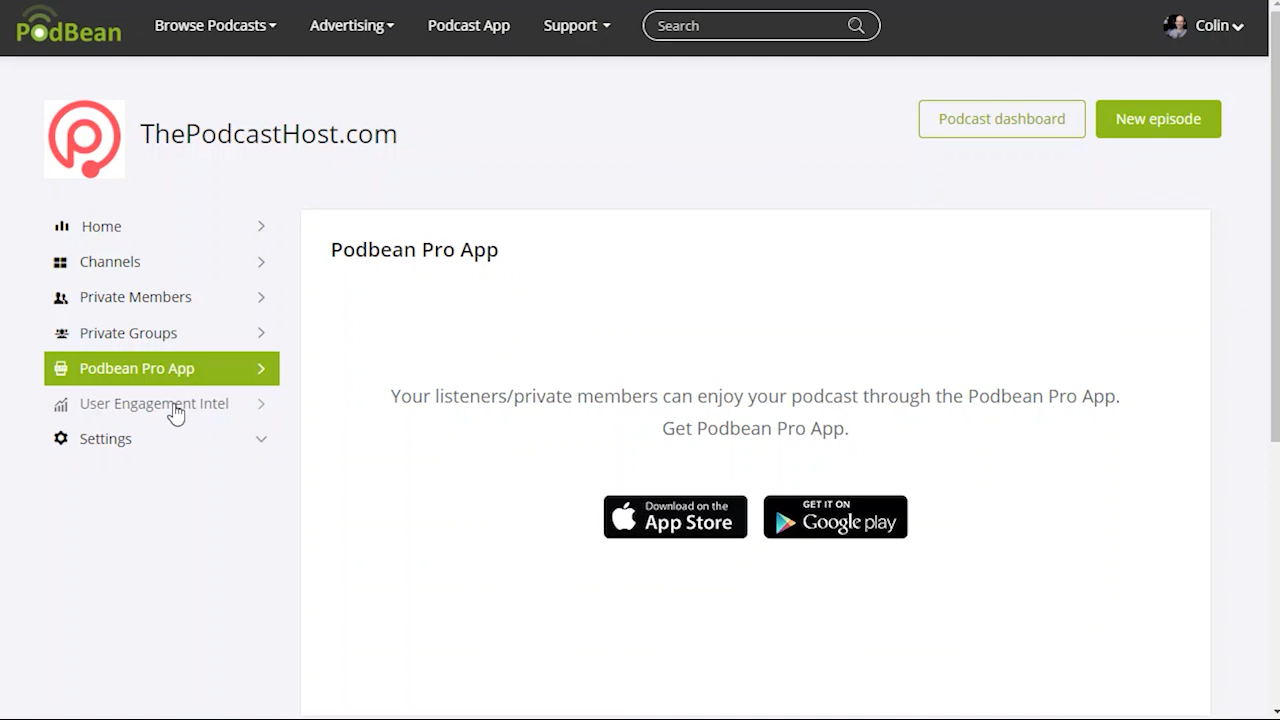 PodBean
Browse Podcasts
Advertising
Podcast App
Support
Search
Colin
ThePodcastHost.com
Podcast dashboard
New episode
Home
Channels
Private Members
Private Groups
Podbean Pro App
User Engagement Intel
Settings
Podbean Pro App
Your listeners/private members can enjoy your podcast through the Podbean Pro App.
Get Podbean Pro App.
Download on the
App Store
GET IT ON
Google play